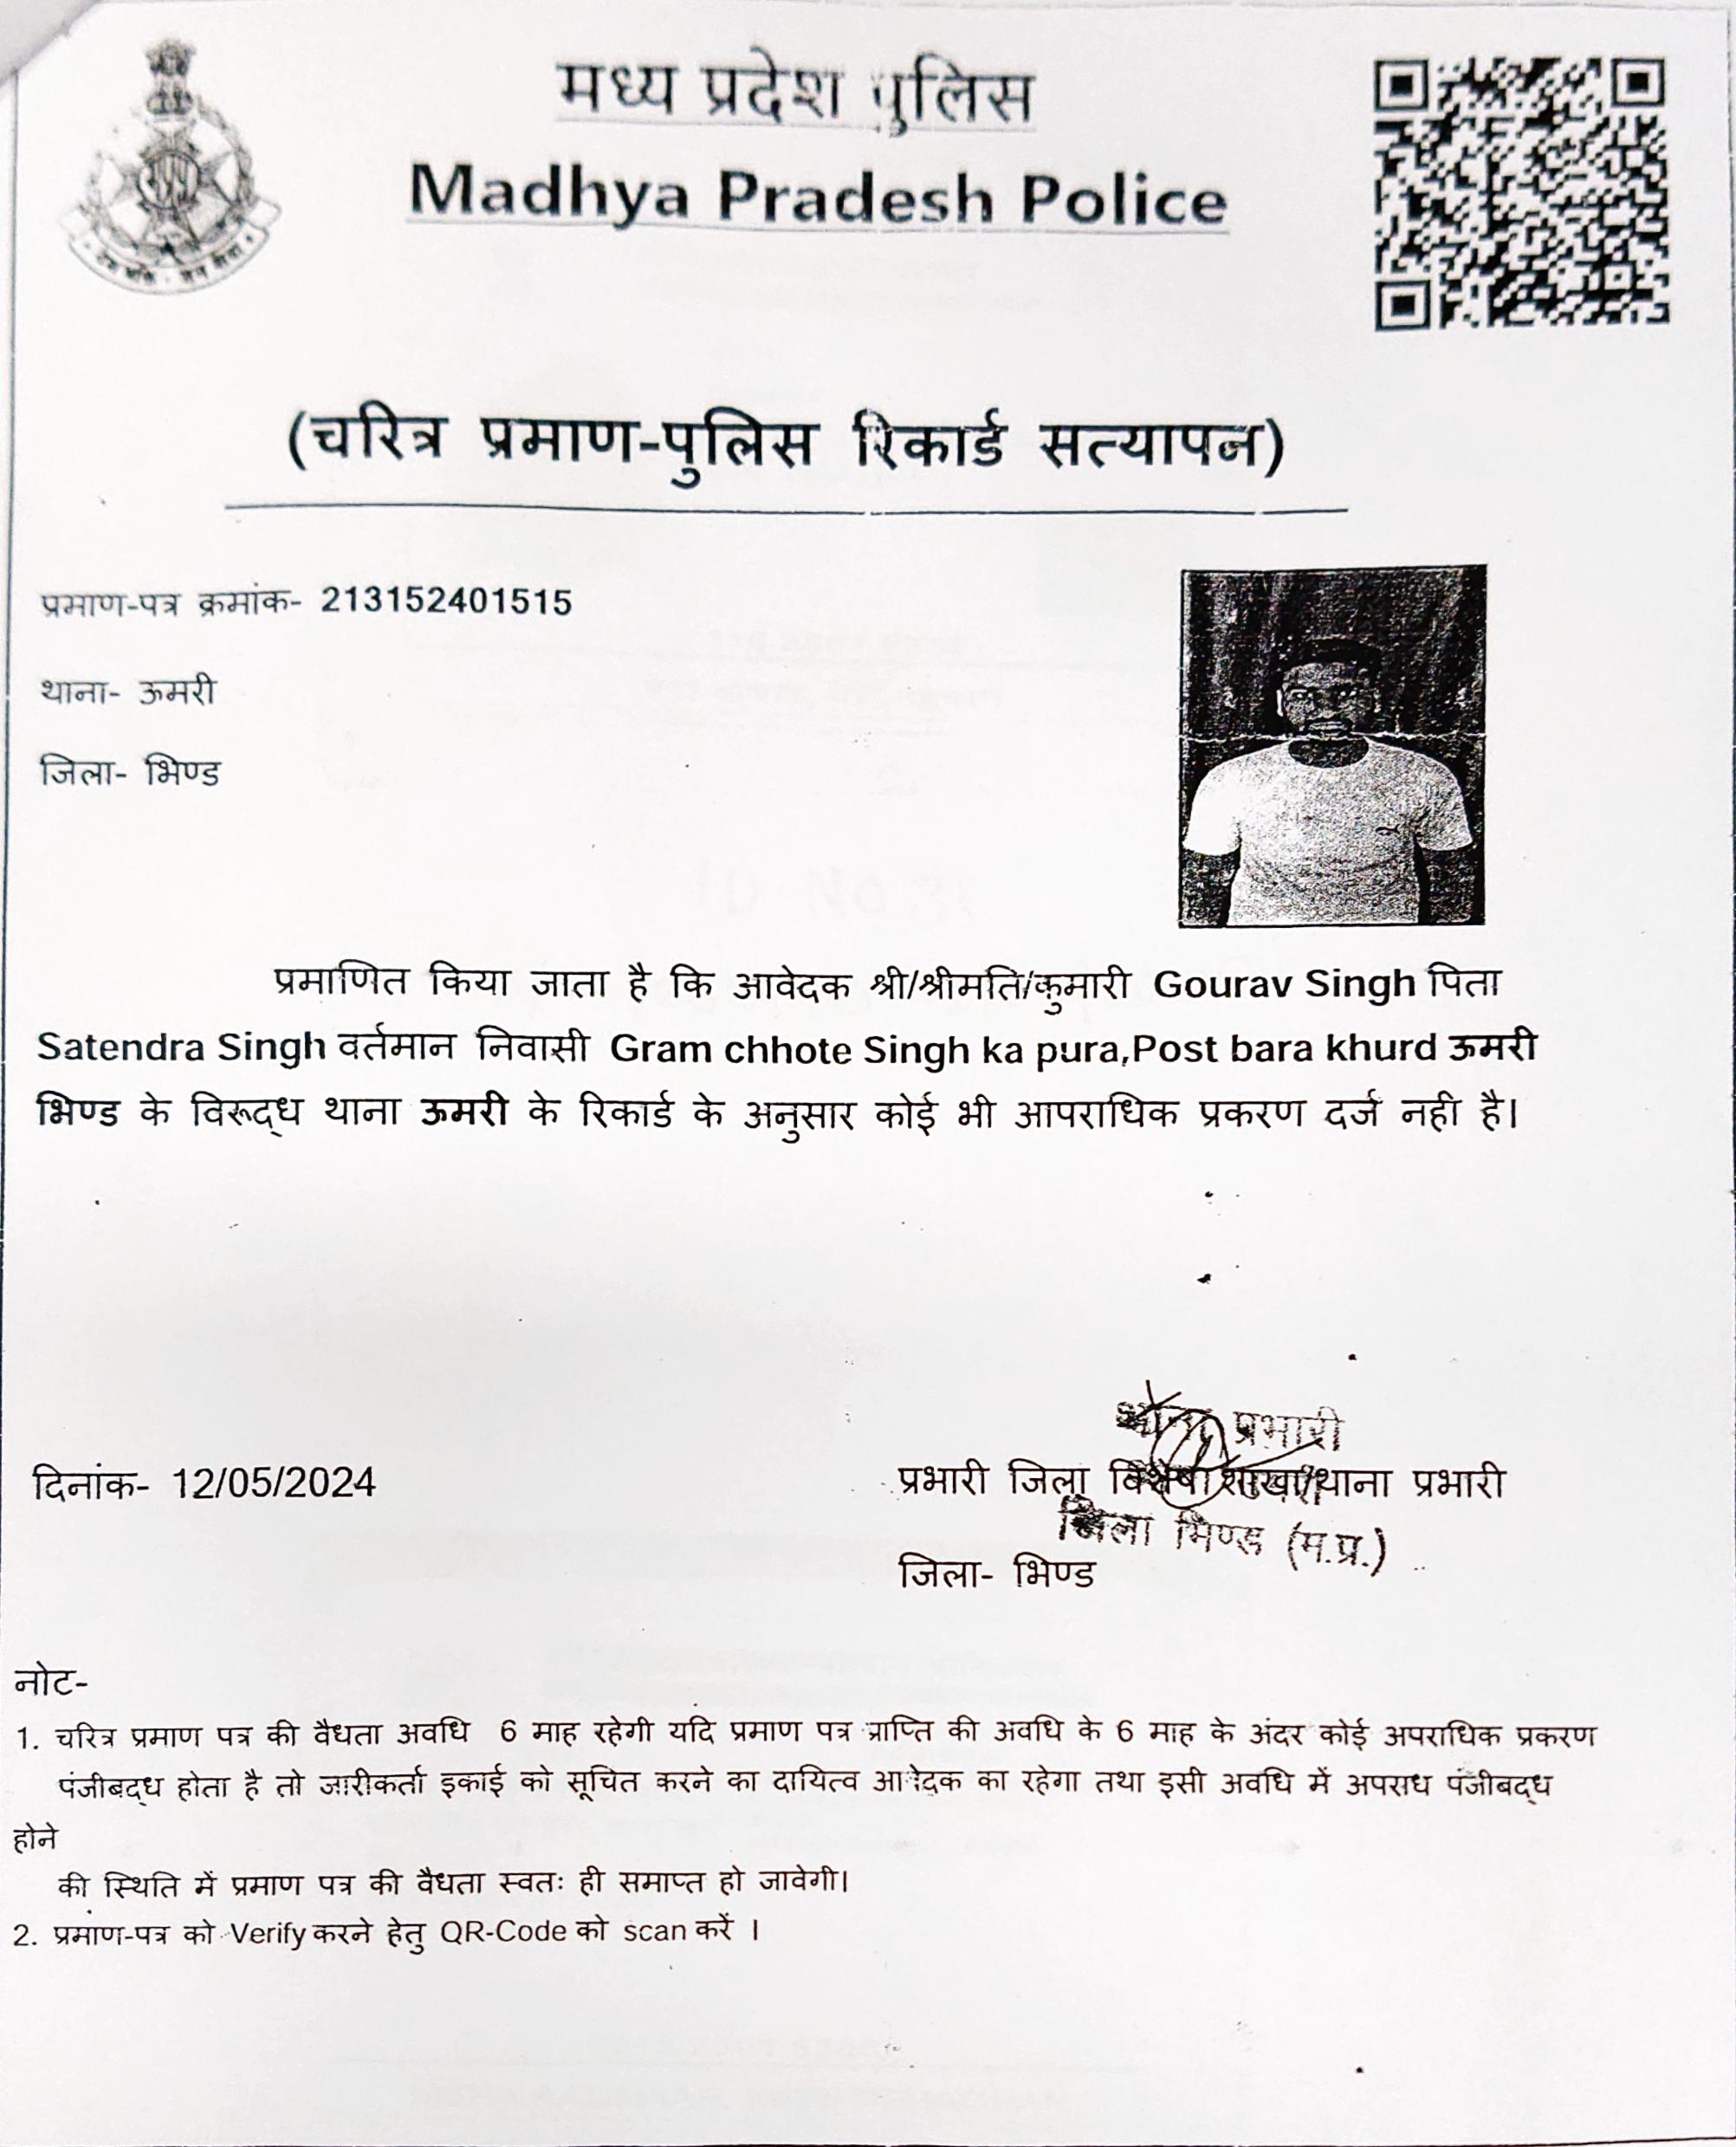 मध्य प्रदेश पुलिस
Madhya Pradesh Police
(चरित्र प्रमाण-पुलिस रिकार्ड सत्यापन)
प्रमाण-पत्र क्रमांक- 213152401515
थाना- ऊमरी
जिला- भिण्ड
प्रमाणित किया जाता है कि आवेदक श्री/श्रीमति/कुमारी Gourav Singh पिता
Satendra Singh वर्तमान निवासी Gram chhote Singh ka pura,Post bara khurd ऊमरी
भिण्ड के विरूद्ध थाना ऊमरी के रिकार्ड के अनुसार कोई भी आपराधिक प्रकरण दर्ज नही है।
थाना प्रभारी
दिनांक- 12/05/2024
प्रभारी जिला विशेष शाखा/थाना प्रभारी
जिला भिण्ड (म.प्र.)
जिला- भिण्ड
नोट-
1. चरित्र प्रमाण पत्र की वैधता अवधि 6 माह रहेगी यदि प्रमाण पत्र प्राप्ति की अवधि के 6 माह के अंदर कोई अपराधिक प्रकरण
पंजीबद्ध होता है तो जारीकर्ता इकाई को सूचित करने का दायित्व आवेदक का रहेगा तथा इसी अवधि में अपराध पंजीबद्ध
होने
की स्थिति में प्रमाण पत्र की वैधता स्वतः ही समाप्त हो जावेगी।
2. प्रमाण-पत्र को Verify करने हेतु QR-Code को scan करें ।